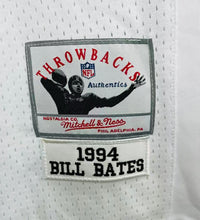 THROWBACKS
NFL
Authentics
NOSTALGIA CO.
Mitchell & Ness
PHILADELPHIA, PA
1994
BILL BATES